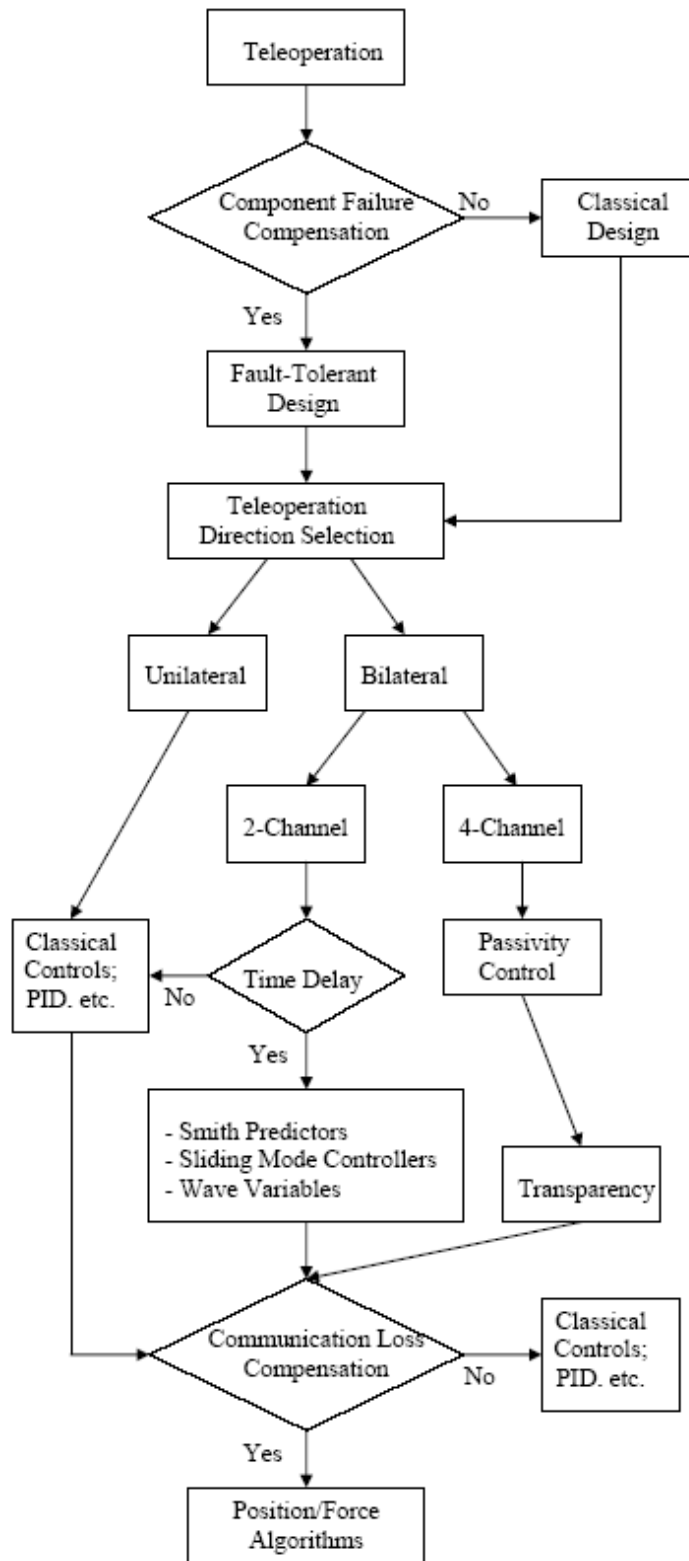 Teleoperation
Component Failure
Compensation
No
Classical
Design
Yes
Fault-Tolerant
Design
Teleoperation
Direction Selection
Unilateral
Bilateral
2-Channel
4-Channel
Classical
Controls;
PID. etc.
No
Time Delay
Passivity
Control
Yes
- Smith Predictors
- Sliding Mode Controllers
- Wave Variables
Transparency
Communication Loss
Compensation
No
Classical
Controls;
PID. etc.
Yes
Position/Force
Algorithms